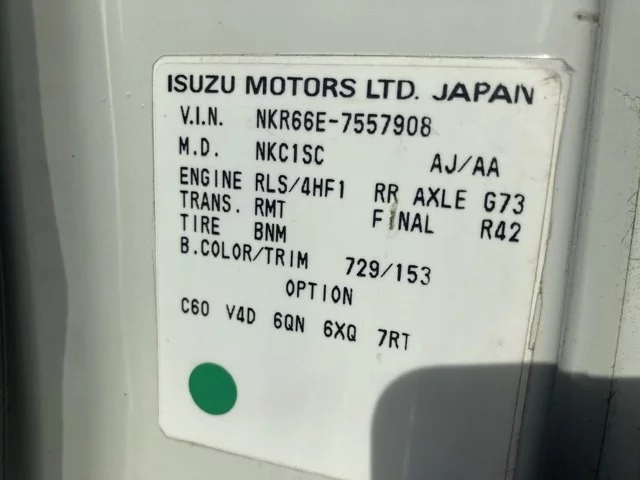 ISUZU MOTORS LTD. JAPAN
V.I.N. NKR66E-7557908
M.D. NKC1SC AJ/AA
ENGINE RLS/4HF1 RR AXLE G73
TRANS. RMT FINAL R42
TIRE BNM
B.COLOR/TRIM 729/153
OPTION
C60 V4D 6QN 6XQ 7RT